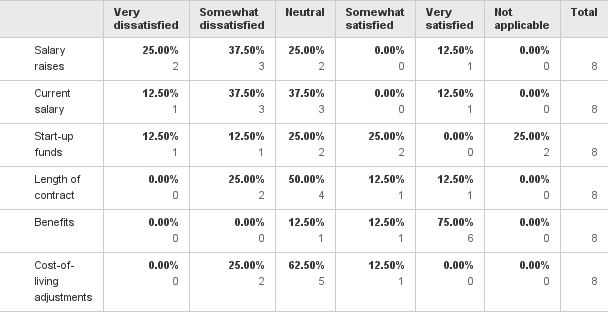 Very dissatisfied Somewhat dissatisfied Neutral Somewhat satisfied Very satisfied Not applicable Total
Salary raises 25.00% 37.50% 25.00% 0.00% 12.50% 0.00%
2 3 2 0 1 0 8
Current salary 12.50% 37.50% 37.50% 0.00% 12.50% 0.00%
1 3 3 0 1 0 8
Start-up funds 12.50% 12.50% 25.00% 25.00% 0.00% 25.00%
1 1 2 2 0 2 8
Length of contract 0.00% 25.00% 50.00% 12.50% 12.50% 0.00%
0 2 4 1 1 0 8
Benefits 0.00% 0.00% 12.50% 12.50% 75.00% 0.00%
0 0 1 1 6 0 8
Cost-of-living adjustments 0.00% 25.00% 62.50% 12.50% 0.00% 0.00%
0 2 5 1 0 0 8